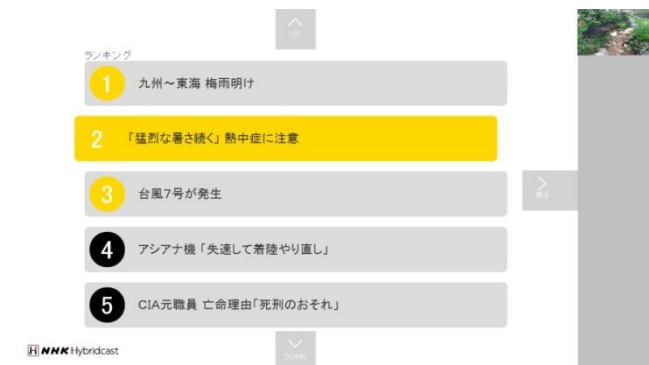 UP
ランキング
1 九州〜東海 梅雨明け
2 「猛烈な暑さ続く」 熱中症に注意
3 台風7号が発生
戻る
4 アシアナ機 「失速して着陸やり直し」
5 CIA元職員 亡命理由「死刑のおそれ」
H NHK Hybridcast
DOWN